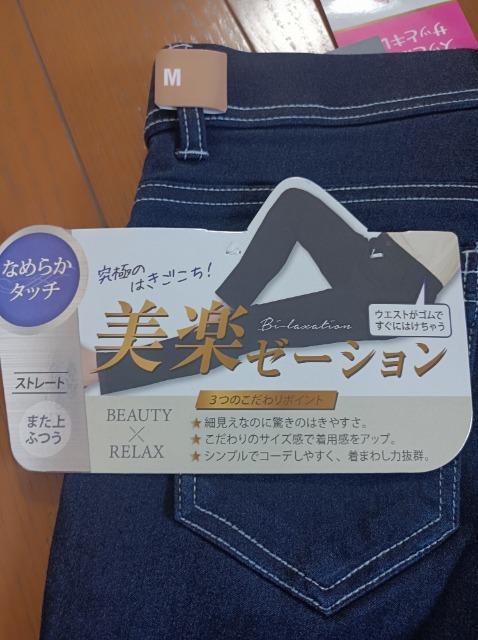 M
なめらか
タッチ
究極の
はきごこち!
美楽ゼーション
Bi-laxation
ウエストがゴムで
すぐにはけちゃう
ストレート
また上
ふつう
BEAUTY
×
RELAX
3つのこだわりポイント
★細見えなのに驚きのはきやすさ。
★こだわりのサイズ感で着用感をアップ。
★シンプルでコーデしやすく、着まわし力抜群。